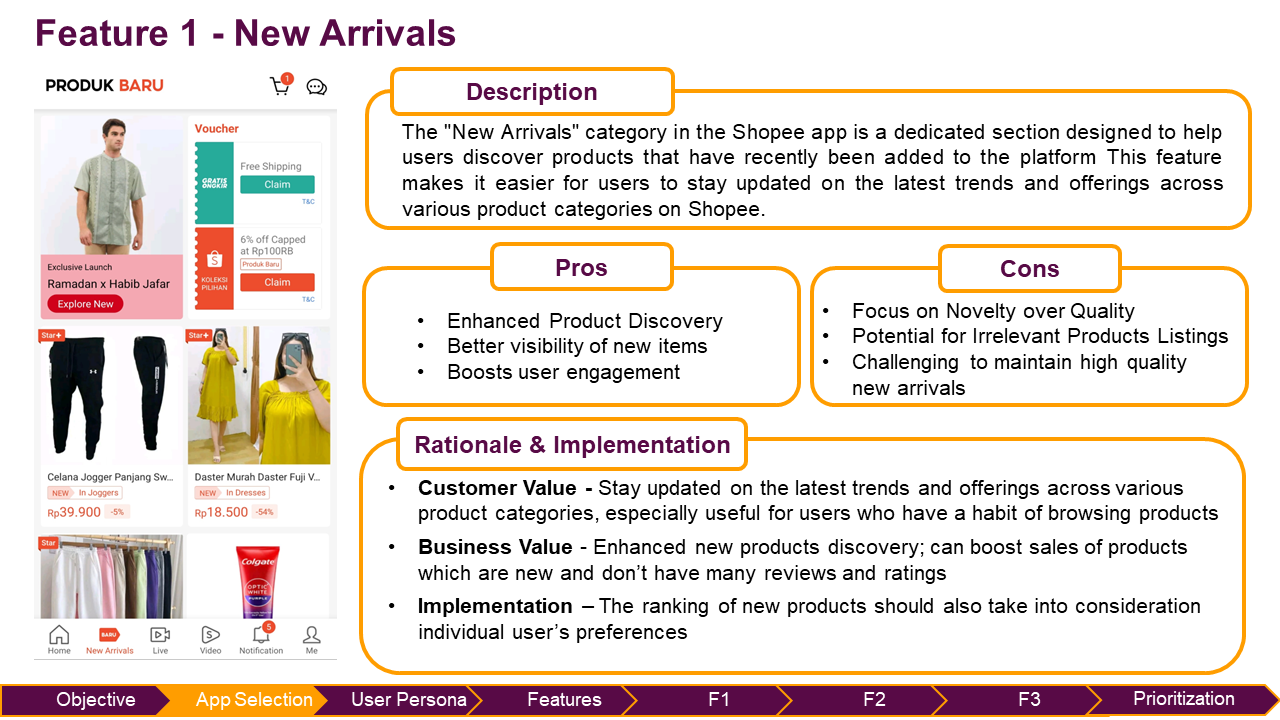 Feature 1 - New Arrivals
PRODUK BARU
1
Exclusive Launch
Ramadan x Habib Jafar
Explore New
Voucher
GRATIS
ONGKIR
Free Shipping
Claim
T&C
S
KOLEKSI
PILIHAN
6% off Capped
at Rp100RB
Produk Baru
Claim
T&C
Star+
Celana Jogger Panjang Sw...
NEW In Joggers
Rp39.900 -5%
Star+
Daster Murah Daster Fuji V...
NEW In Dresses
Rp18.500 -54%
Star
Colgate
OPTIC
WHITE
PURPLE
Home
BARU
New Arrivals
Live
Video
5
Notification
Me
Description
The "New Arrivals" category in the Shopee app is a dedicated section designed to help
users discover products that have recently been added to the platform This feature
makes it easier for users to stay updated on the latest trends and offerings across
various product categories on Shopee.
Pros
• Enhanced Product Discovery
• Better visibility of new items
• Boosts user engagement
Cons
• Focus on Novelty over Quality
• Potential for Irrelevant Products Listings
• Challenging to maintain high quality
new arrivals
Rationale & Implementation
• Customer Value - Stay updated on the latest trends and offerings across various
product categories, especially useful for users who have a habit of browsing products
• Business Value - Enhanced new products discovery; can boost sales of products
which are new and don’t have many reviews and ratings
• Implementation – The ranking of new products should also take into consideration
individual user’s preferences
Objective App Selection User Persona Features F1 F2 F3 Prioritization